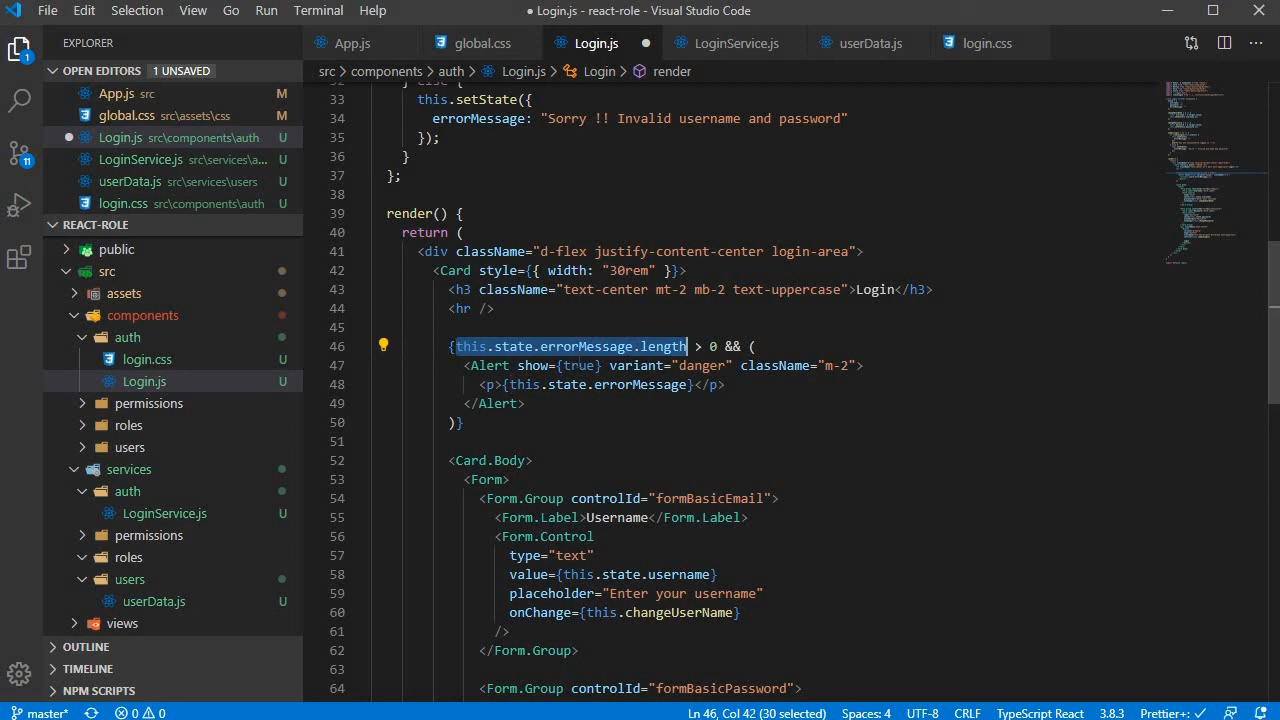 File Edit Selection View Go Run Terminal Help
● Login.js - react-role - Visual Studio Code
EXPLORER
OPEN EDITORS 1 UNSAVED
App.js src M
global.css src\assets\css M
Login.js src\components\auth U
LoginService.js src\services\a... U
userData.js src\services\users U
login.css src\components\auth U
REACT-ROLE
public
src
assets
components
auth
login.css U
Login.js U
permissions
roles
users
services
auth
LoginService.js U
permissions
roles
users
userData.js U
views
OUTLINE
TIMELINE
NPM SCRIPTS
1
11
App.js global.css Login.js ● LoginService.js userData.js login.css
src > components > auth > Login.js > Login > render
32 } else {
33 this.setState({
34 errorMessage: "Sorry !! Invalid username and password"
35 });
36 }
37 };
38
39 render() {
40 return (
41 <div className="d-flex justify-content-center login-area">
42 <Card style={{ width: "30rem" }}>
43 <h3 className="text-center mt-2 mb-2 text-uppercase">Login</h3>
44 <hr />
45
46 {this.state.errorMessage.length > 0 && (
47 <Alert show={true} variant="danger" className="m-2">
48 <p>{this.state.errorMessage}</p>
49 </Alert>
50 )}
51
52 <Card.Body>
53 <Form>
54 <Form.Group controlId="formBasicEmail">
55 <Form.Label>Username</Form.Label>
56 <Form.Control
57 type="text"
58 value={this.state.username}
59 placeholder="Enter your username"
60 onChange={this.changeUserName}
61 />
62 </Form.Group>
63
64 <Form.Group controlId="formBasicPassword">
master* 0 0 Ln 46, Col 42 (30 selected) Spaces: 4 UTF-8 CRLF TypeScript React 3.8.3 Prettier+: ✓